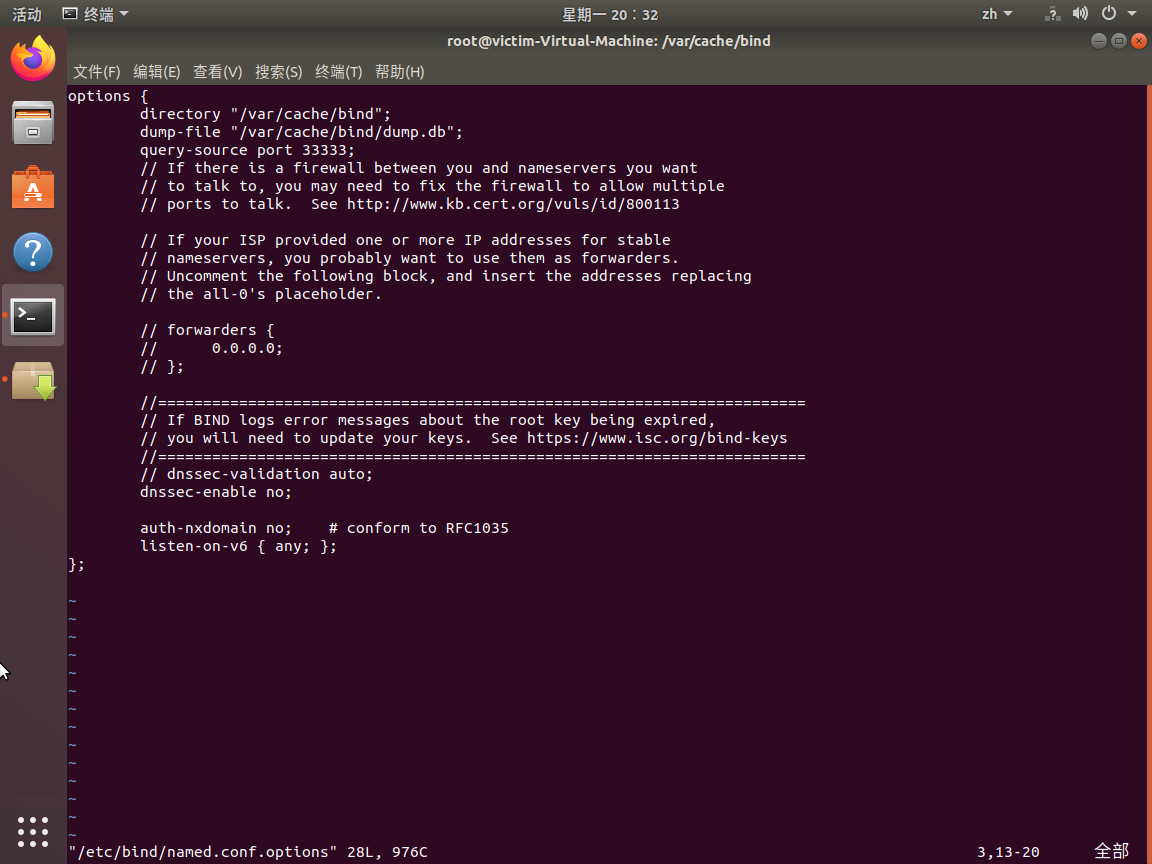 活动 终端 星期一 20：32 zh
root@victim-Virtual-Machine: /var/cache/bind
文件(F) 编辑(E) 查看(V) 搜索(S) 终端(T) 帮助(H)
options {
        directory "/var/cache/bind";
        dump-file "/var/cache/bind/dump.db";
        query-source port 33333;
        // If there is a firewall between you and nameservers you want
        // to talk to, you may need to fix the firewall to allow multiple
        // ports to talk.  See http://www.kb.cert.org/vuls/id/800113

        // If your ISP provided one or more IP addresses for stable
        // nameservers, you probably want to use them as forwarders.
        // Uncomment the following block, and insert the addresses replacing
        // the all-0's placeholder.

        // forwarders {
        //      0.0.0.0;
        // };

        //========================================================================
        // If BIND logs error messages about the root key being expired,
        // you will need to update your keys.  See https://www.isc.org/bind-keys
        //========================================================================
        // dnssec-validation auto;
        dnssec-enable no;

        auth-nxdomain no;    # conform to RFC1035
        listen-on-v6 { any; };
};

~
~
~
~
~
~
~
~
~
~
~
~
~
~
"/etc/bind/named.conf.options" 28L, 976C 3,13-20 全部